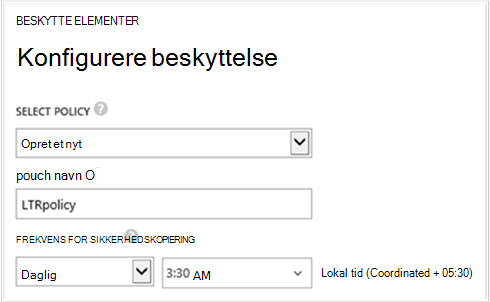 BESKYTTE ELEMENTER
Konfigurere beskyttelse
SELECT POLICY ?
Opret et nyt
pouch navn O
LTRpolicy
FREKVENS FOR SIKKERHEDSKOPIERING ?
Daglig 3:30 AM Lokal tid (Coordinated + 05:30)